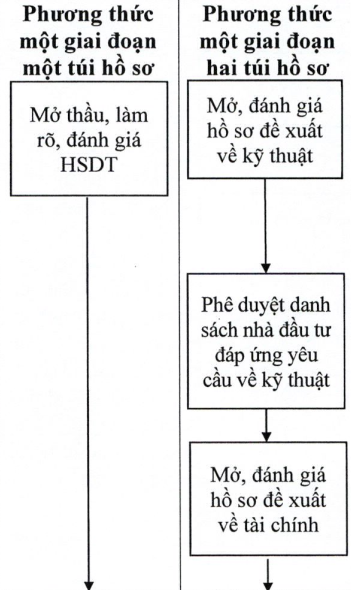 Phương thức
một giai đoạn
một túi hồ sơ
Mở thầu, làm
rõ, đánh giá
HSDT
Phương thức
một giai đoạn
hai túi hồ sơ
Mở, đánh giá
hồ sơ đề xuất
về kỹ thuật
Phê duyệt danh
sách nhà đầu tư
đáp ứng yêu
cầu về kỹ thuật
Mở, đánh giá
hồ sơ đề xuất
về tài chính